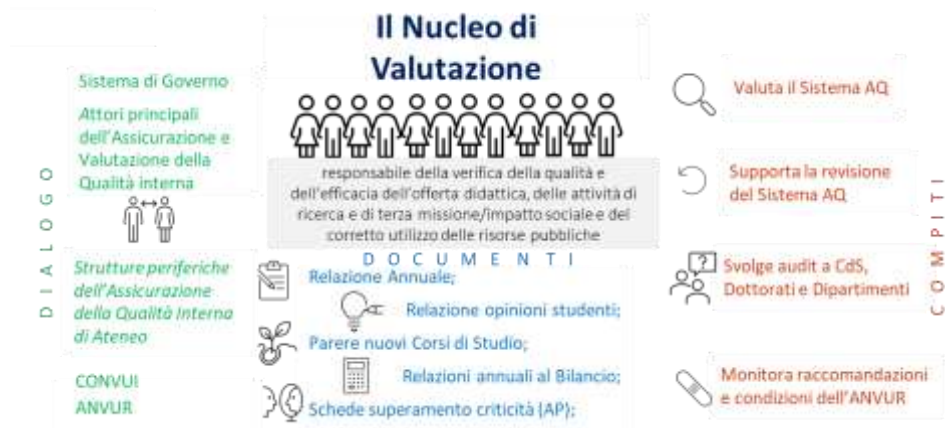 Il Nucleo di
Valutazione
responsabile della verifica della qualità e
dell'efficacia dell'offerta didattica, delle attività di
ricerca e di terza missione/impatto sociale e del
corretto utilizzo delle risorse pubbliche
DIALOGO
Sistema di Governo
Attori principali
dell'Assicurazione e
Valutazione della
Qualità interna
Strutture periferiche
dell'Assicurazione
della Qualità Interna
di Ateneo
CONVUI
ANVUR
DOCUMENTI
Relazione Annuale;
Relazione opinioni studenti;
Parere nuovi Corsi di Studio;
Relazioni annuali al Bilancio;
Schede superamento criticità (AP);
COMPITI
Valuta il Sistema AQ
Supporta la revisione
del Sistema AQ
?
Svolge audit a CdS,
Dottorati e Dipartimenti
Monitora raccomandazioni
e condizioni dell'ANVUR